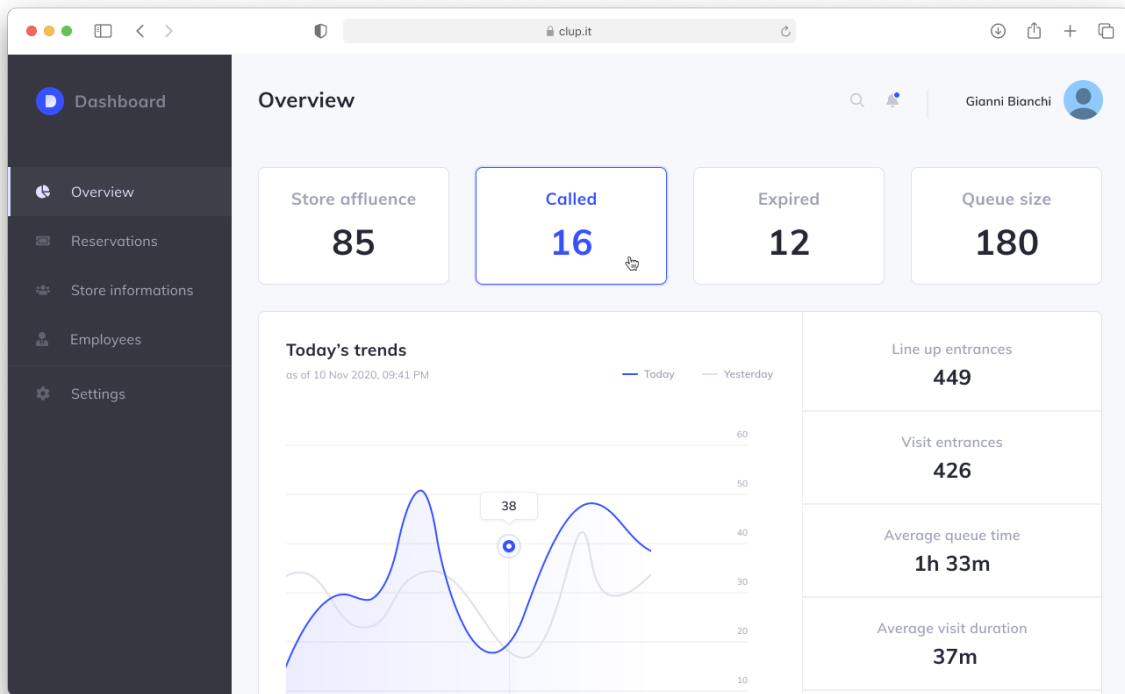 clup.it
Dashboard
Overview
Reservations
Store informations
Employees
Settings
Overview
Gianni Bianchi
Store affluence
85
Called
16
Expired
12
Queue size
180
Today’s trends
as of 10 Nov 2020, 09:41 PM
Today
Yesterday
60
50
40
30
20
10
38
Line up entrances
449
Visit entrances
426
Average queue time
1h 33m
Average visit duration
37m